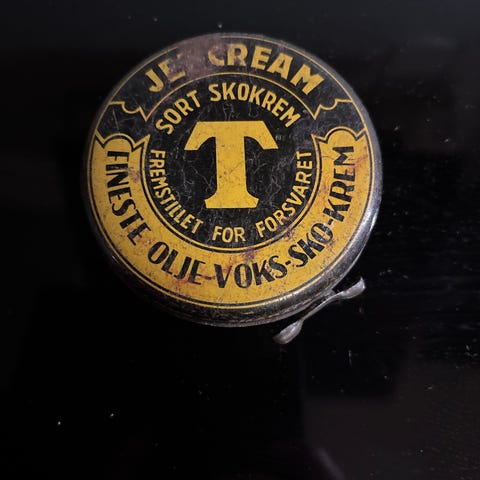 CREAM
SORT SKOKREM
T
FREMSTILLET FOR FORSVARET
FINESTE OLJE-VOKS-SKO-KREM